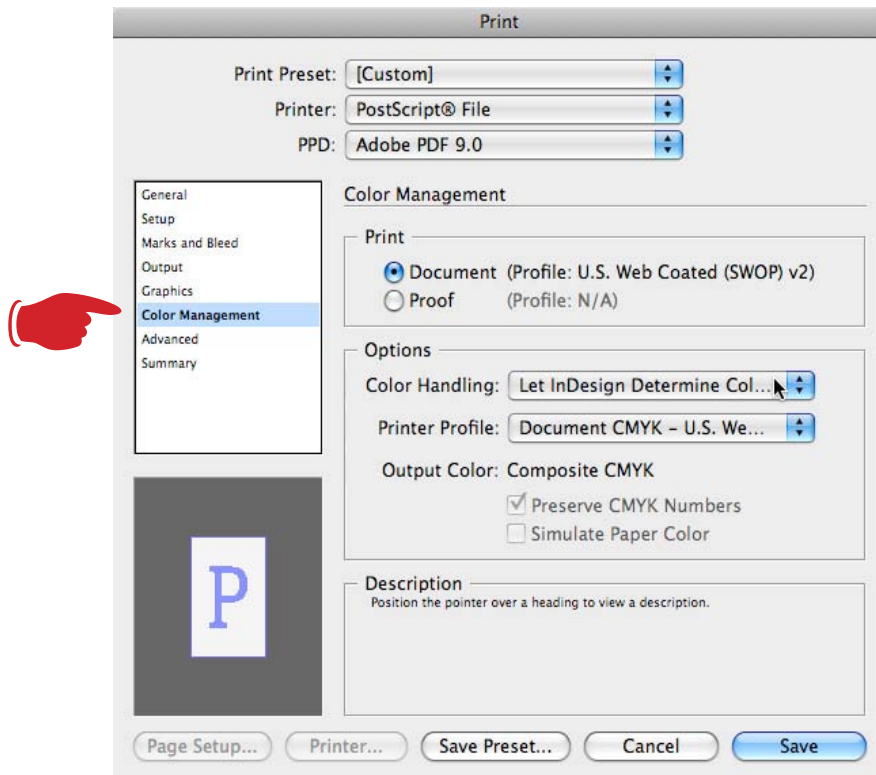 Print
Print Preset: [Custom]
Printer: PostScript® File
PPD: Adobe PDF 9.0
General
Setup
Marks and Bleed
Output
Graphics
Color Management
Advanced
Summary
Color Management
Print
Document (Profile: U.S. Web Coated (SWOP) v2)
Proof (Profile: N/A)
Options
Color Handling: Let InDesign Determine Col...
Printer Profile: Document CMYK – U.S. We...
Output Color: Composite CMYK
Preserve CMYK Numbers
Simulate Paper Color
P
Description
Position the pointer over a heading to view a description.
Page Setup... Printer... Save Preset... Cancel Save